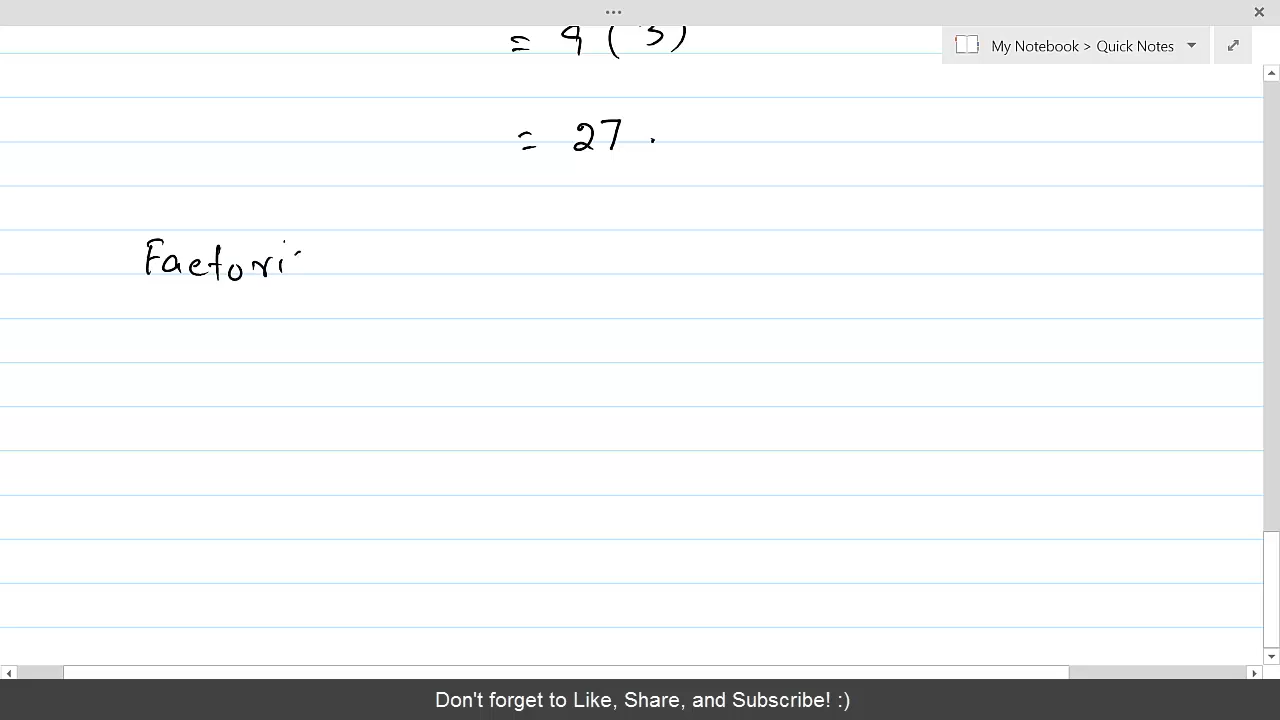 = 9 (3)
My Notebook > Quick Notes
= 27 .
Factori
Don't forget to Like, Share, and Subscribe! :)